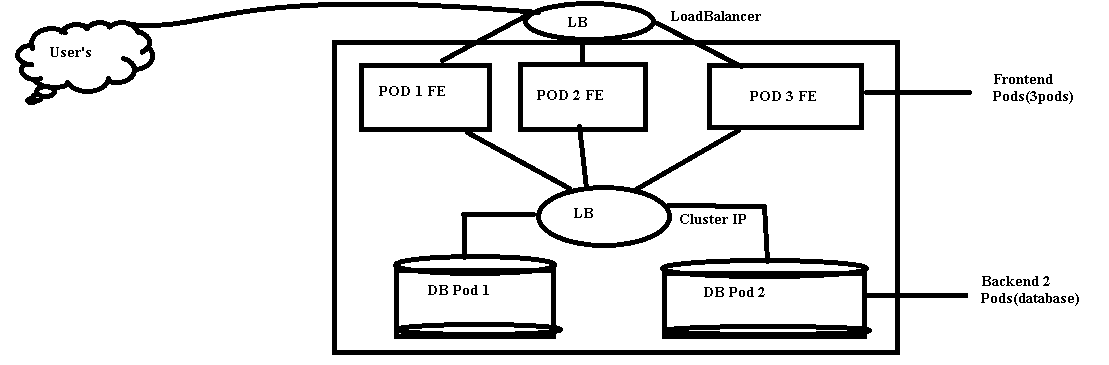 LB
LoadBalancer
User's
POD 1 FE
POD 2 FE
POD 3 FE
Frontend
Pods(3pods)
LB
Cluster IP
DB Pod 1
DB Pod 2
Backend 2
Pods(database)